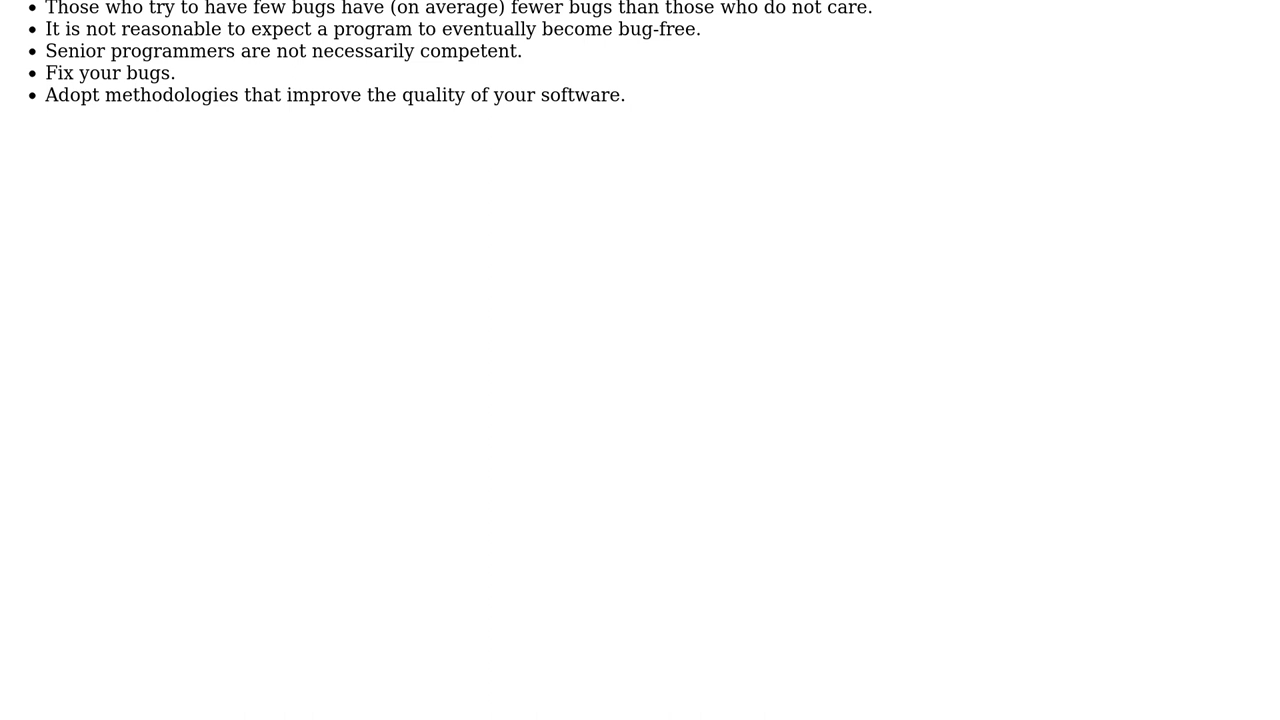 • Those who try to have few bugs have (on average) fewer bugs than those who do not care.
• It is not reasonable to expect a program to eventually become bug-free.
• Senior programmers are not necessarily competent.
• Fix your bugs.
• Adopt methodologies that improve the quality of your software.